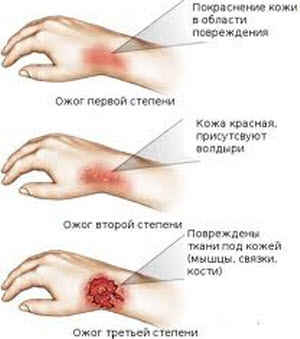 Покраснение кожи
в области
повреждения
Ожог первой степени
Кожа красная,
присутсвуют
волдыри
Ожог второй степени
Повреждены
ткани под кожей
(мышцы, связки,
кости)
Ожог третьей степени